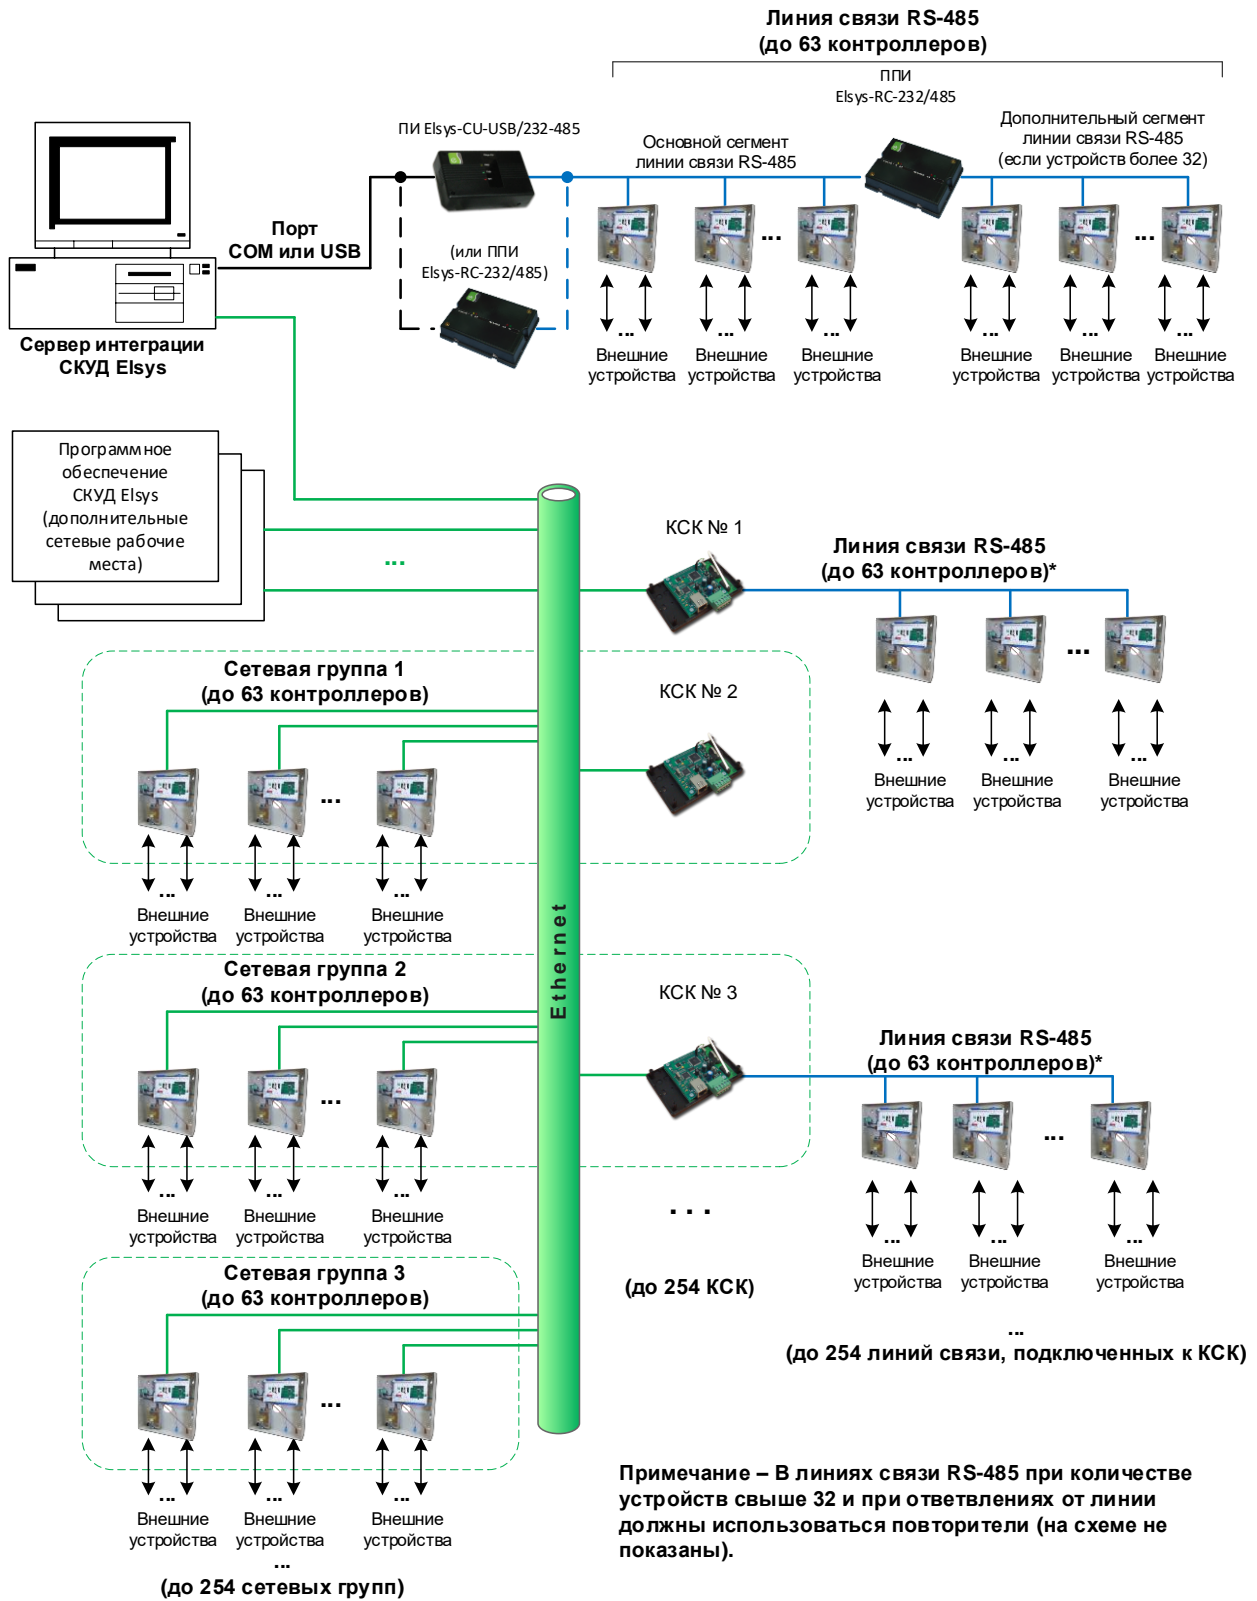 Линия связи RS-485
(до 63 контроллеров)
ППИ
Elsys-RC-232/485
ПИ Elsys-CU-USB/232-485
Основной сегмент
линии связи RS-485
Дополнительный сегмент
линии связи RS-485
(если устройств более 32)
Порт
COM или USB
(или ППИ
Elsys-RC-232/485)
...
...
...
...
...
...
...
...
Внешние
устройства
Внешние
устройства
Внешние
устройства
Внешние
устройства
Внешние
устройства
Внешние
устройства
Сервер интеграции
СКУД Elsys
Программное
обеспечение
СКУД Elsys
(дополнительные
сетевые рабочие
места)
...
Ethernet
КСК № 1
Линия связи RS-485
(до 63 контроллеров)*
...
...
...
...
Внешние
устройства
Внешние
устройства
Внешние
устройства
Сетевая группа 1
(до 63 контроллеров)
КСК № 2
...
...
...
...
Внешние
устройства
Внешние
устройства
Внешние
устройства
Сетевая группа 2
(до 63 контроллеров)
КСК № 3
Линия связи RS-485
(до 63 контроллеров)*
...
...
...
...
Внешние
устройства
Внешние
устройства
Внешние
устройства
...
...
...
...
Внешние
устройства
Внешние
устройства
Внешние
устройства
. . .
(до 254 КСК)
...
(до 254 линий связи, подключенных к КСК)
Сетевая группа 3
(до 63 контроллеров)
...
...
...
...
Внешние
устройства
Внешние
устройства
Внешние
устройства
...
(до 254 сетевых групп)
Примечание – В линиях связи RS-485 при количестве
устройств свыше 32 и при ответвлениях от линии
должны использоваться повторители (на схеме не
показаны).